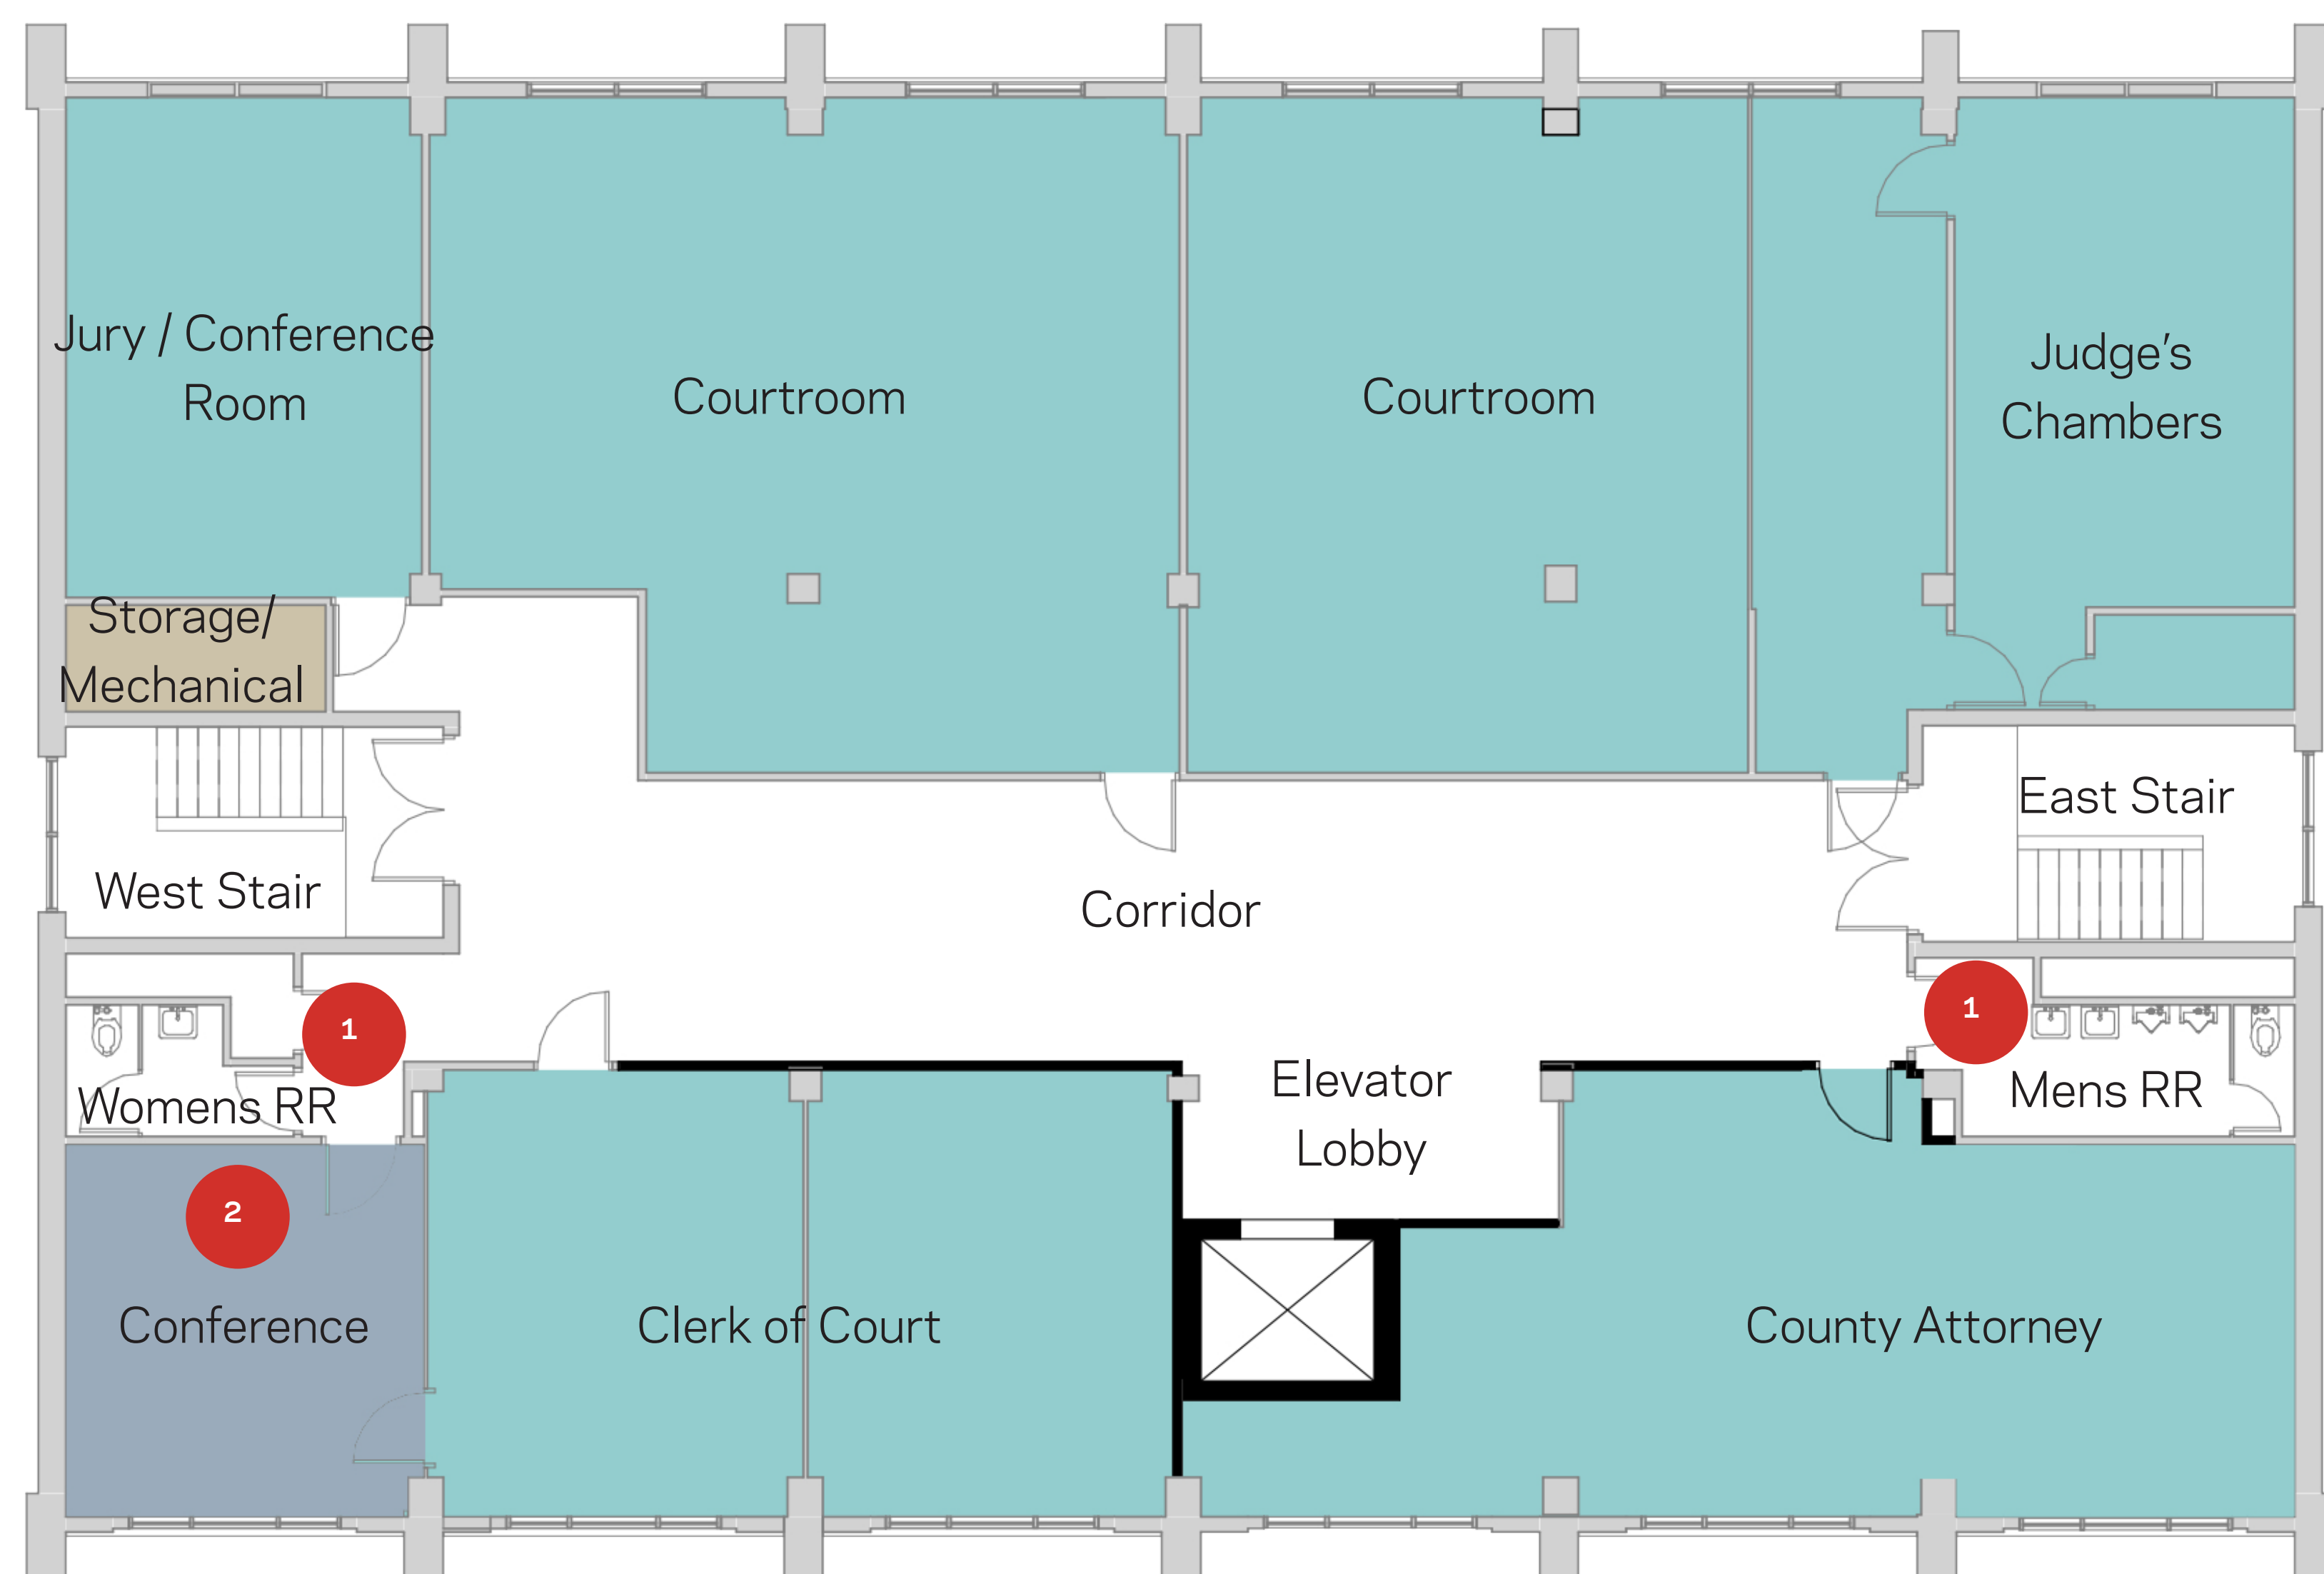 Jury / Conference
Room
Courtroom
Courtroom
Judge's
Chambers
Storage/
Mechanical
West Stair
East Stair
Corridor
1
1
Womens RR
Elevator
Lobby
Mens RR
2
Conference
Clerk of Court
County Attorney